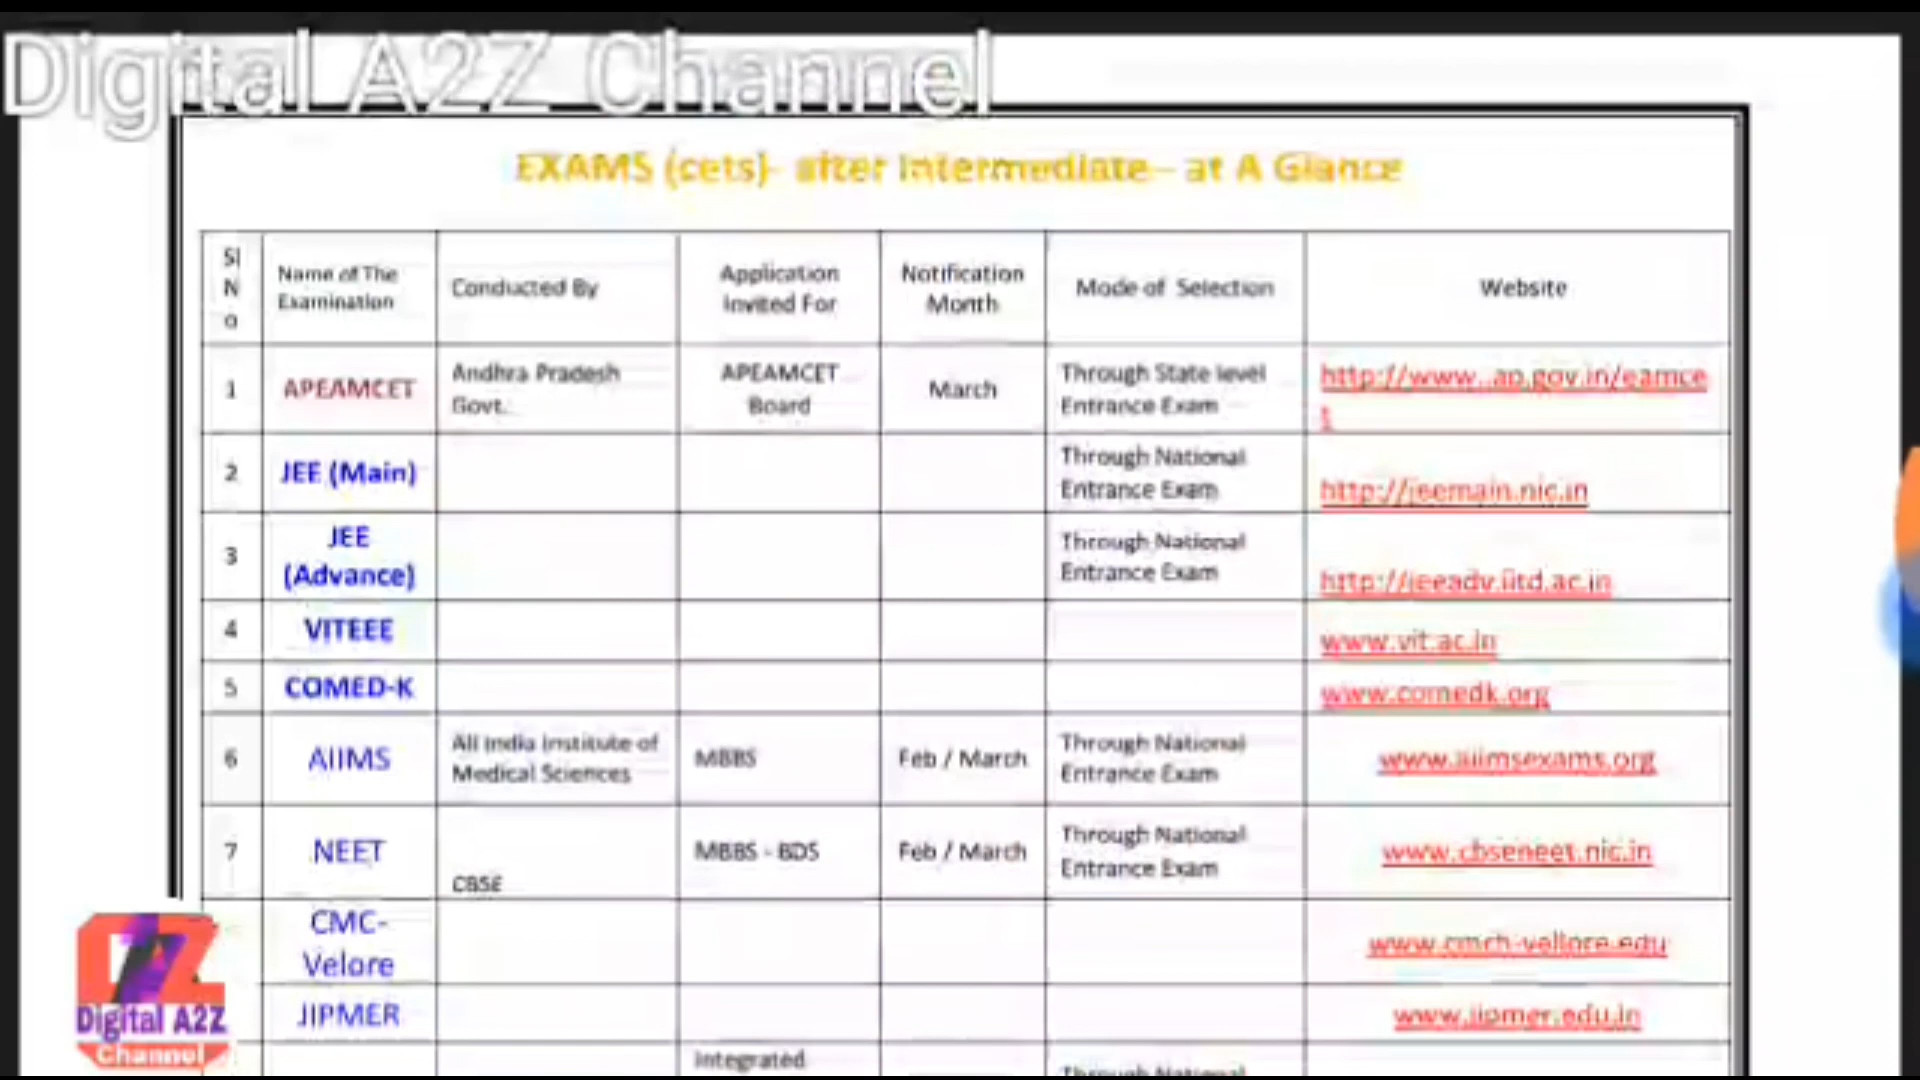 Digital A2Z Channel
EXAMS (cets)- after Intermediate- at A Glance
Sl N o
Name of The Examination
Conducted By
Application Invited For
Notification Month
Mode of Selection
Website
1
APEAMCET
Andhra Pradesh Govt.
APEAMCET Board
March
Through State level Entrance Exam
http://www..ap.gov.in/eamce
t
2
JEE (Main)
Through National Entrance Exam
http://jeemain.nic.in
3
JEE (Advance)
Through National Entrance Exam
http://jeeadv.iitd.ac.in
4
VITEEE
www.vit.ac.in
5
COMED-K
www.comedk.org
6
AIIMS
All India Institute of Medical Sciences
MBBS
Feb / March
Through National Entrance Exam
www.aiimsexams.org
7
NEET
CBSE
MBBS - BDS
Feb / March
Through National Entrance Exam
www.cbseneet.nic.in
CMC-Velore
www.cmch-vellore.edu
JIPMER
www.jipmer.edu.in
Integrated
Through National
Digital A2Z
Channel